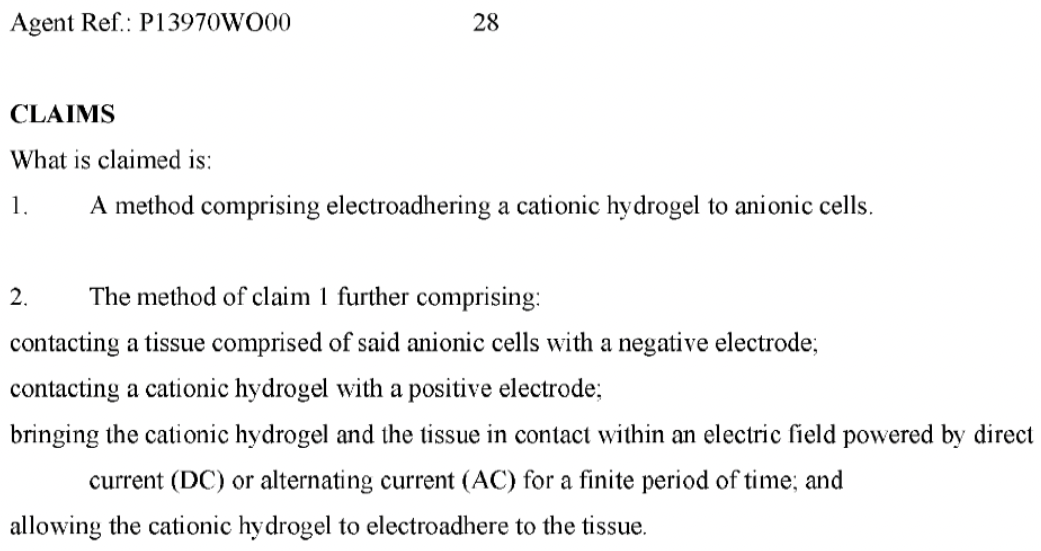 Agent Ref.: P13970WO00 28
CLAIMS
What is claimed is:
1. A method comprising electroadhering a cationic hydrogel to anionic cells.
2. The method of claim 1 further comprising:
contacting a tissue comprised of said anionic cells with a negative electrode;
contacting a cationic hydrogel with a positive electrode;
bringing the cationic hydrogel and the tissue in contact within an electric field powered by direct
current (DC) or alternating current (AC) for a finite period of time; and
allowing the cationic hydrogel to electroadhere to the tissue.